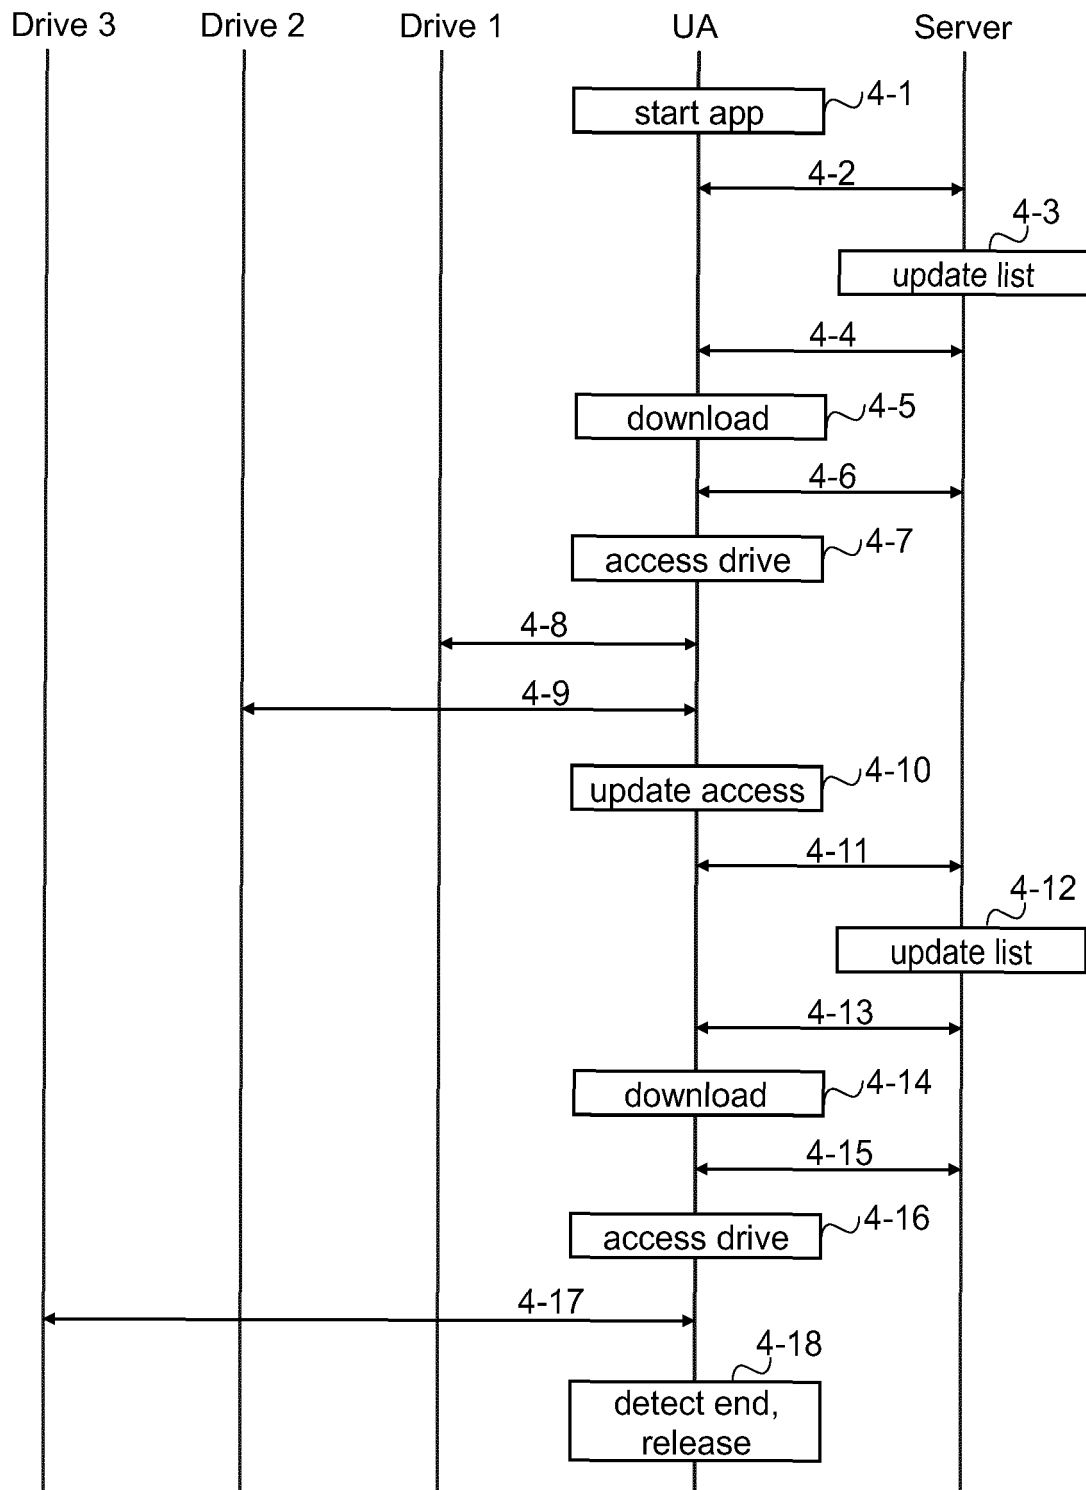 Drive 3 Drive 2 Drive 1 UA Server
start app 4-1
4-2
4-3
update list
4-4
download 4-5
4-6
access drive 4-7
4-8
4-9
update access 4-10
4-11
4-12
update list
4-13
download 4-14
4-15
access drive 4-16
4-17
4-18
detect end,
release